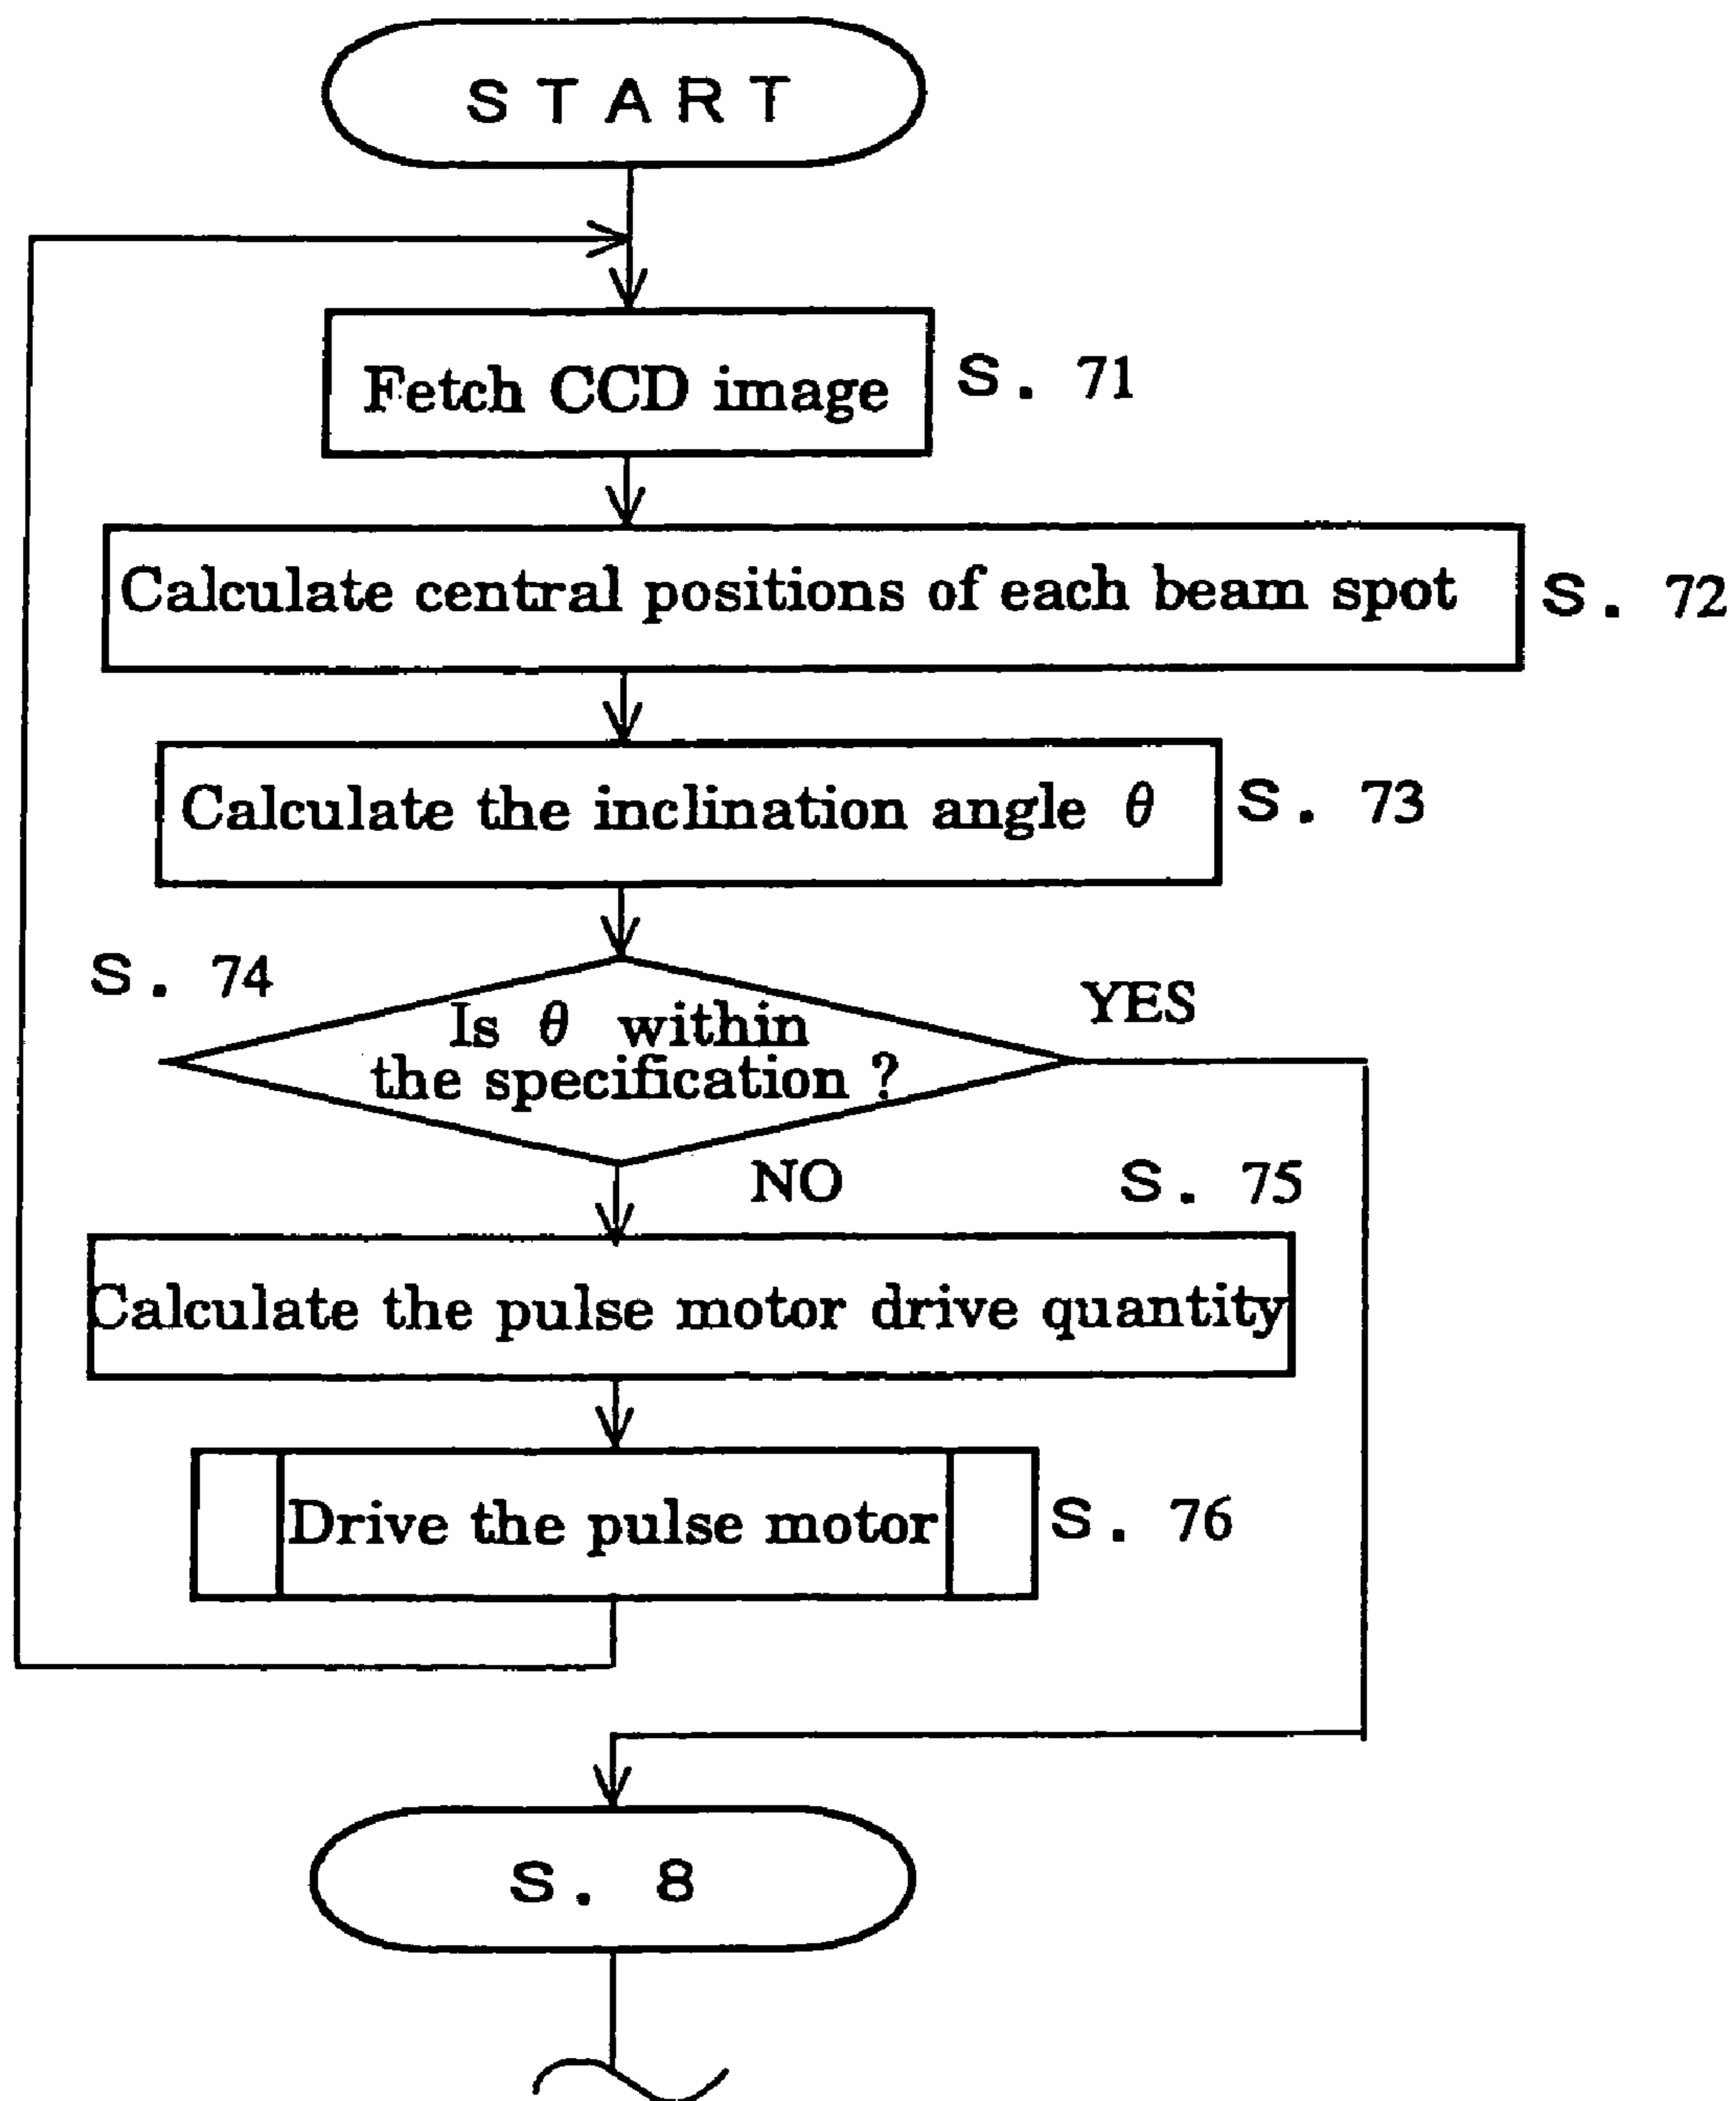 START
Fetch CCD image S. 71
Calculate central positions of each beam spot S. 72
Calculate the inclination angle θ S. 73
S. 74
Is θ within
the specification ?
YES
NO
S. 75
Calculate the pulse motor drive quantity
Drive the pulse motor S. 76
S. 8